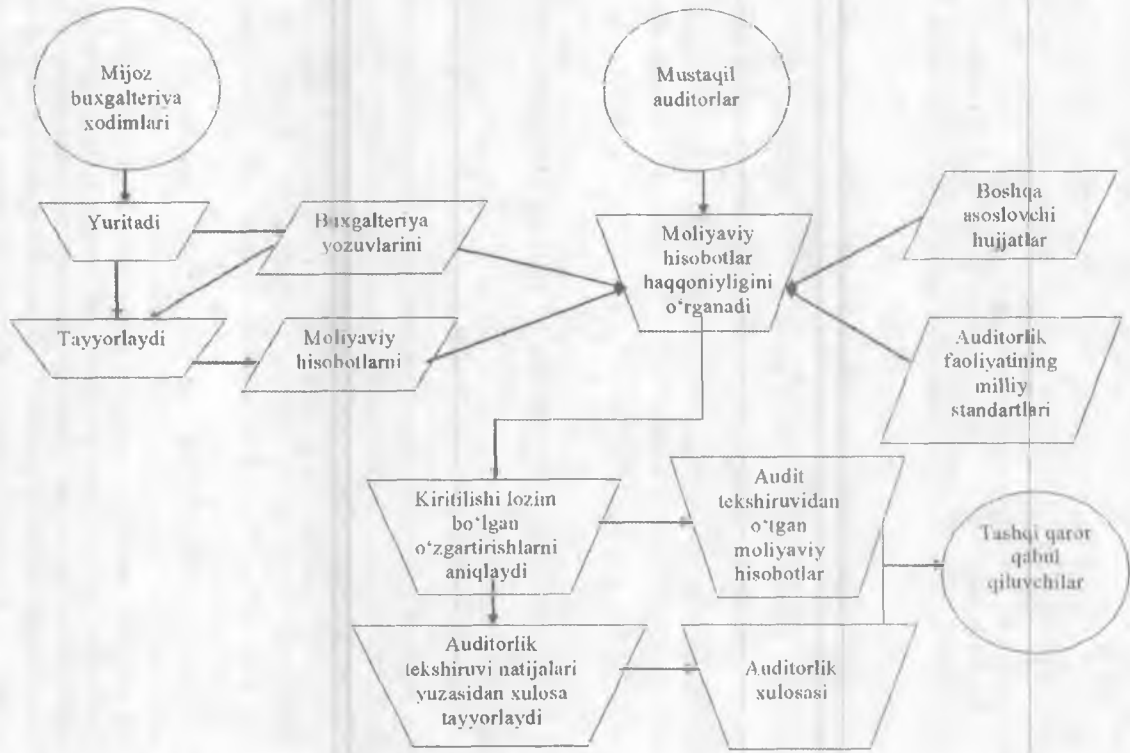 Mijoz
buxgalteriya
xodimlari
Mustaqil
auditorlar
Yuritadi
Buxgalteriya
yozuvlarini
Moliyaviy
hisobotlar
haqqoniyligini
o‘rganadi
Boshqa
asoslovchi
hujjatlar
Tayyorlaydi
Moliyaviy
hisobotlarni
Auditorlik
faoliyatining
milliy
standartlari
Kiritilishi lozim
bo‘lgan
o‘zgartirishlarni
aniqlaydi
Audit
tekshiruvidan
o‘tgan
moliyaviy
hisobotlar
Tashqi qaror
qabul
qiluvchilar
Auditorlik
tekshiruvi natijalari
yuzasidan xulosa
tayyorlaydi
Auditorlik
xulosasi